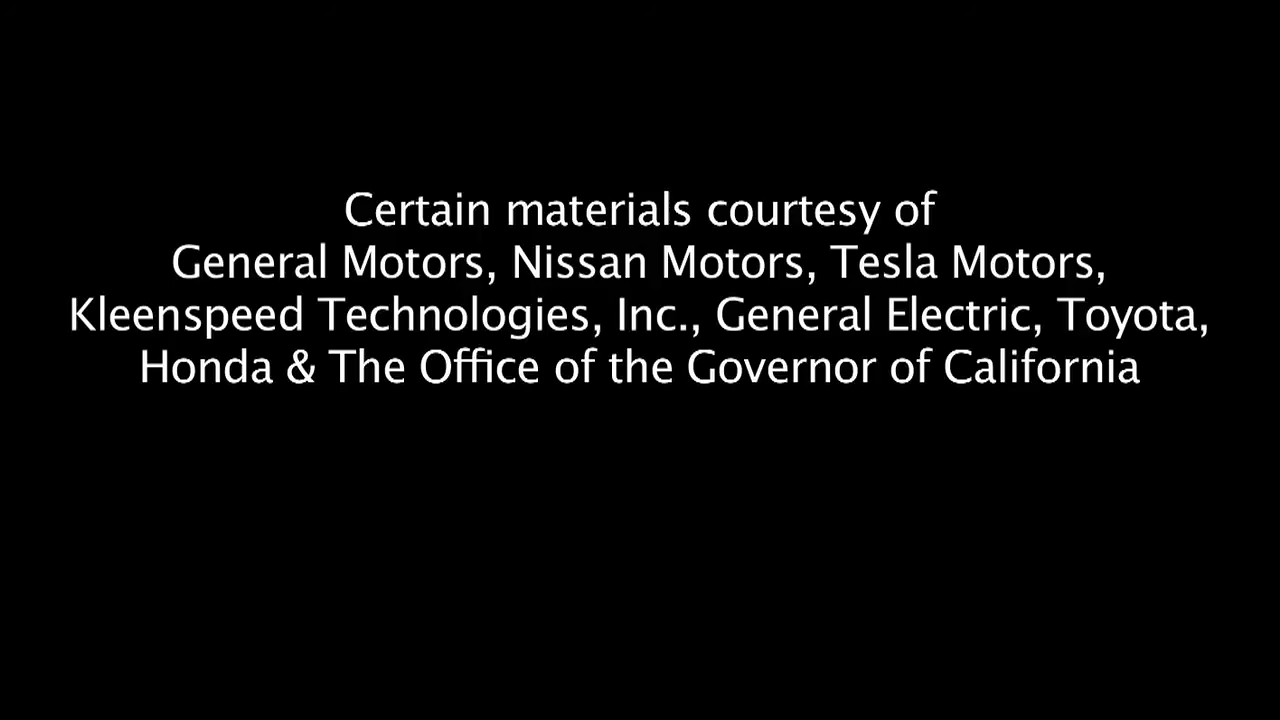 Certain materials courtesy of
General Motors, Nissan Motors, Tesla Motors,
Kleenspeed Technologies, Inc., General Electric, Toyota,
Honda & The Office of the Governor of California